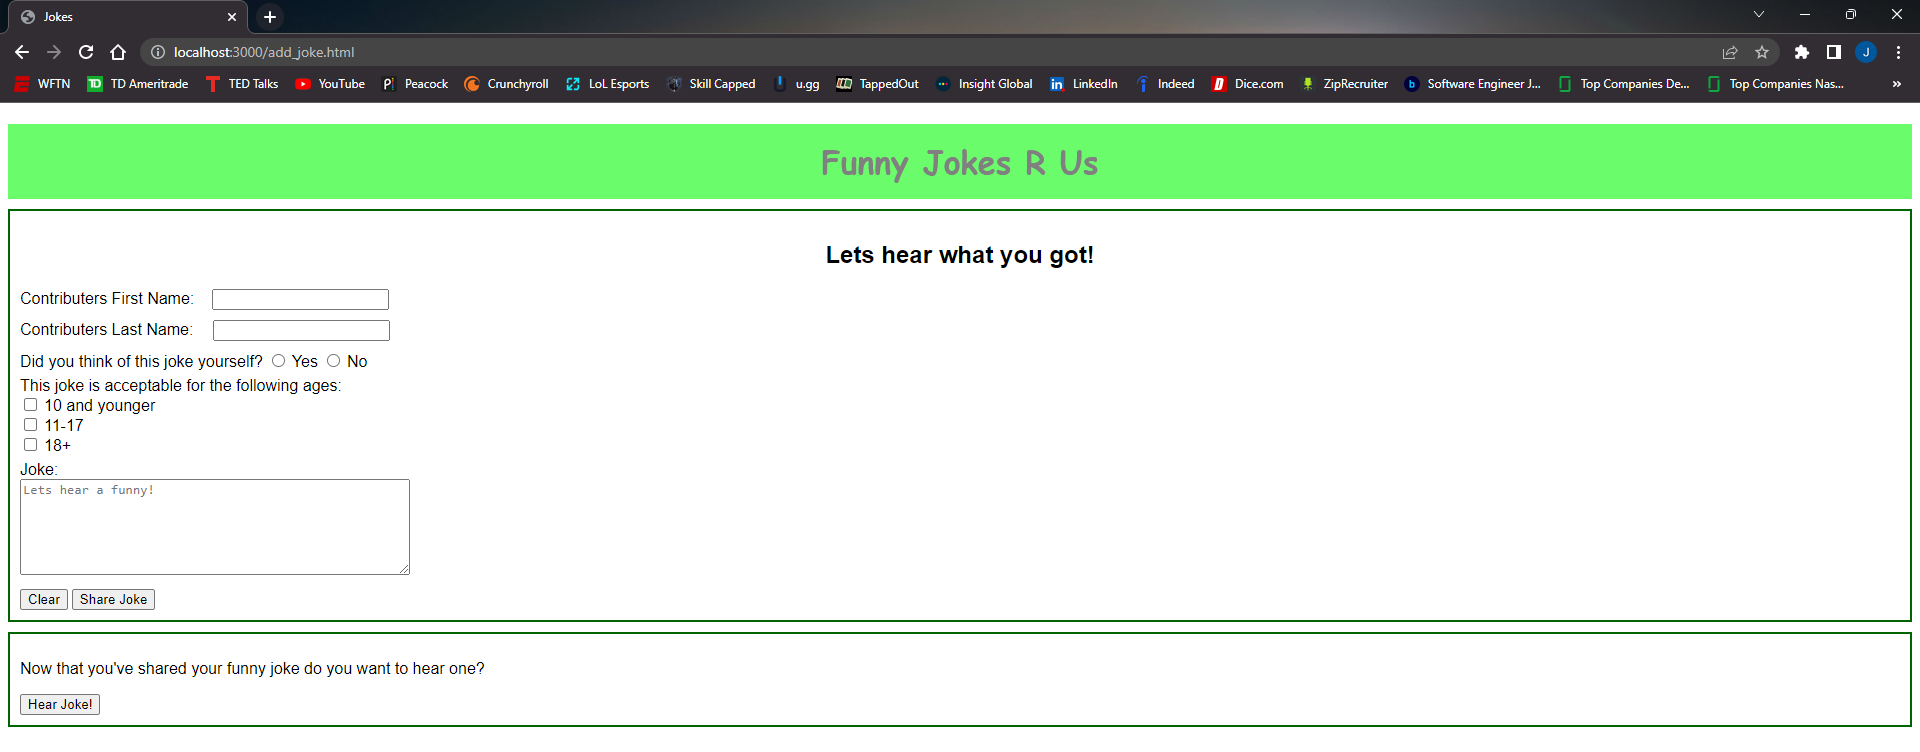 Jokes
localhost:3000/add_joke.html
J
WFTN TD Ameritrade TED Talks YouTube Peacock Crunchyroll LoL Esports Skill Capped u.gg TappedOut Insight Global LinkedIn Indeed Dice.com ZipRecruiter Software Engineer J... Top Companies De... Top Companies Nas... »
Funny Jokes R Us
Lets hear what you got!
Contributers First Name:
Contributers Last Name:
Did you think of this joke yourself? Yes No
This joke is acceptable for the following ages:
10 and younger
11-17
18+
Joke:
Lets hear a funny!
Clear Share Joke
Now that you've shared your funny joke do you want to hear one?
Hear Joke!